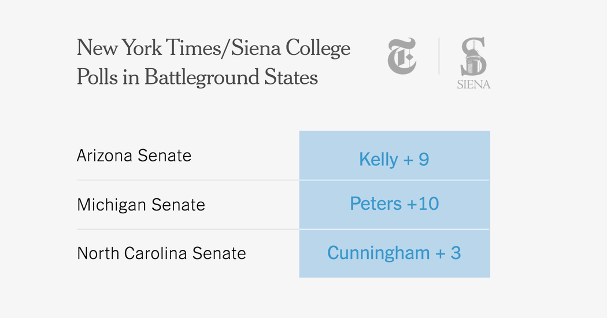 New York Times/Siena College
Polls in Battleground States
T
S
SIENA
Arizona Senate
Kelly + 9
Michigan Senate
Peters +10
North Carolina Senate
Cunningham + 3